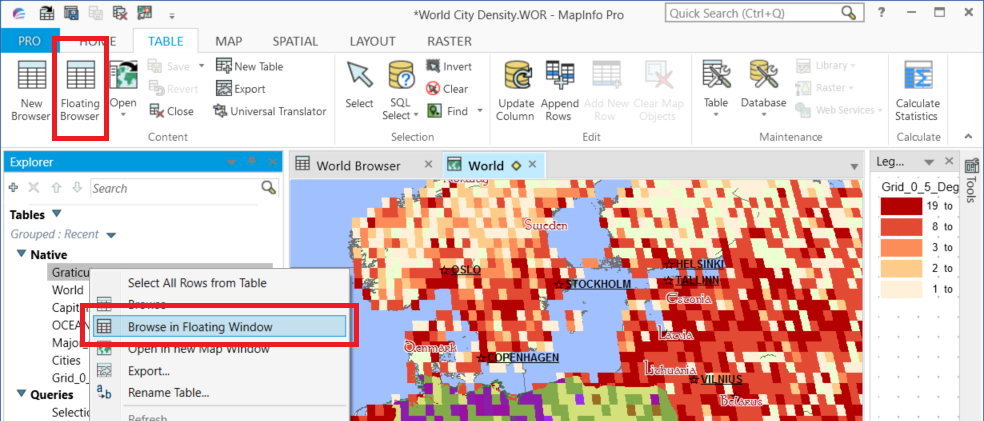 *World City Density.WOR - MapInfo Pro
Quick Search (Ctrl+Q)
?
PRO
HOME
TABLE
MAP
SPATIAL
LAYOUT
RASTER
New Browser
Floating Browser
Open
Save
Revert
Close
New Table
Export
Universal Translator
Content
Select
SQL Select
Invert
Clear
Find
Selection
Update Column
Append Rows
Add New Row
Clear Map Objects
Edit
Table
Database
Library
Raster
Web Services
Maintenance
Calculate Statistics
Calculate
Explorer
Search
Tables
Grouped : Recent
Native
Graticu
World
Capit
OCEAN
Major_
Cities
Grid_0_
Queries
Selectio
Select All Rows from Table
Browse
Browse in Floating Window
Open in new Map Window
Export...
Rename Table...
Refresh
World Browser
World
Norway
Sweden
OSLO
STOCKHOLM
HELSINKI
TALLINN
Estonia
Latvia
Denmark
COPENHAGEN
Lithuania
VILNIUS
Belarus
Leg...
Grid_0_5_Deg
19 to
8 to
3 to
2 to
1 to
Tools